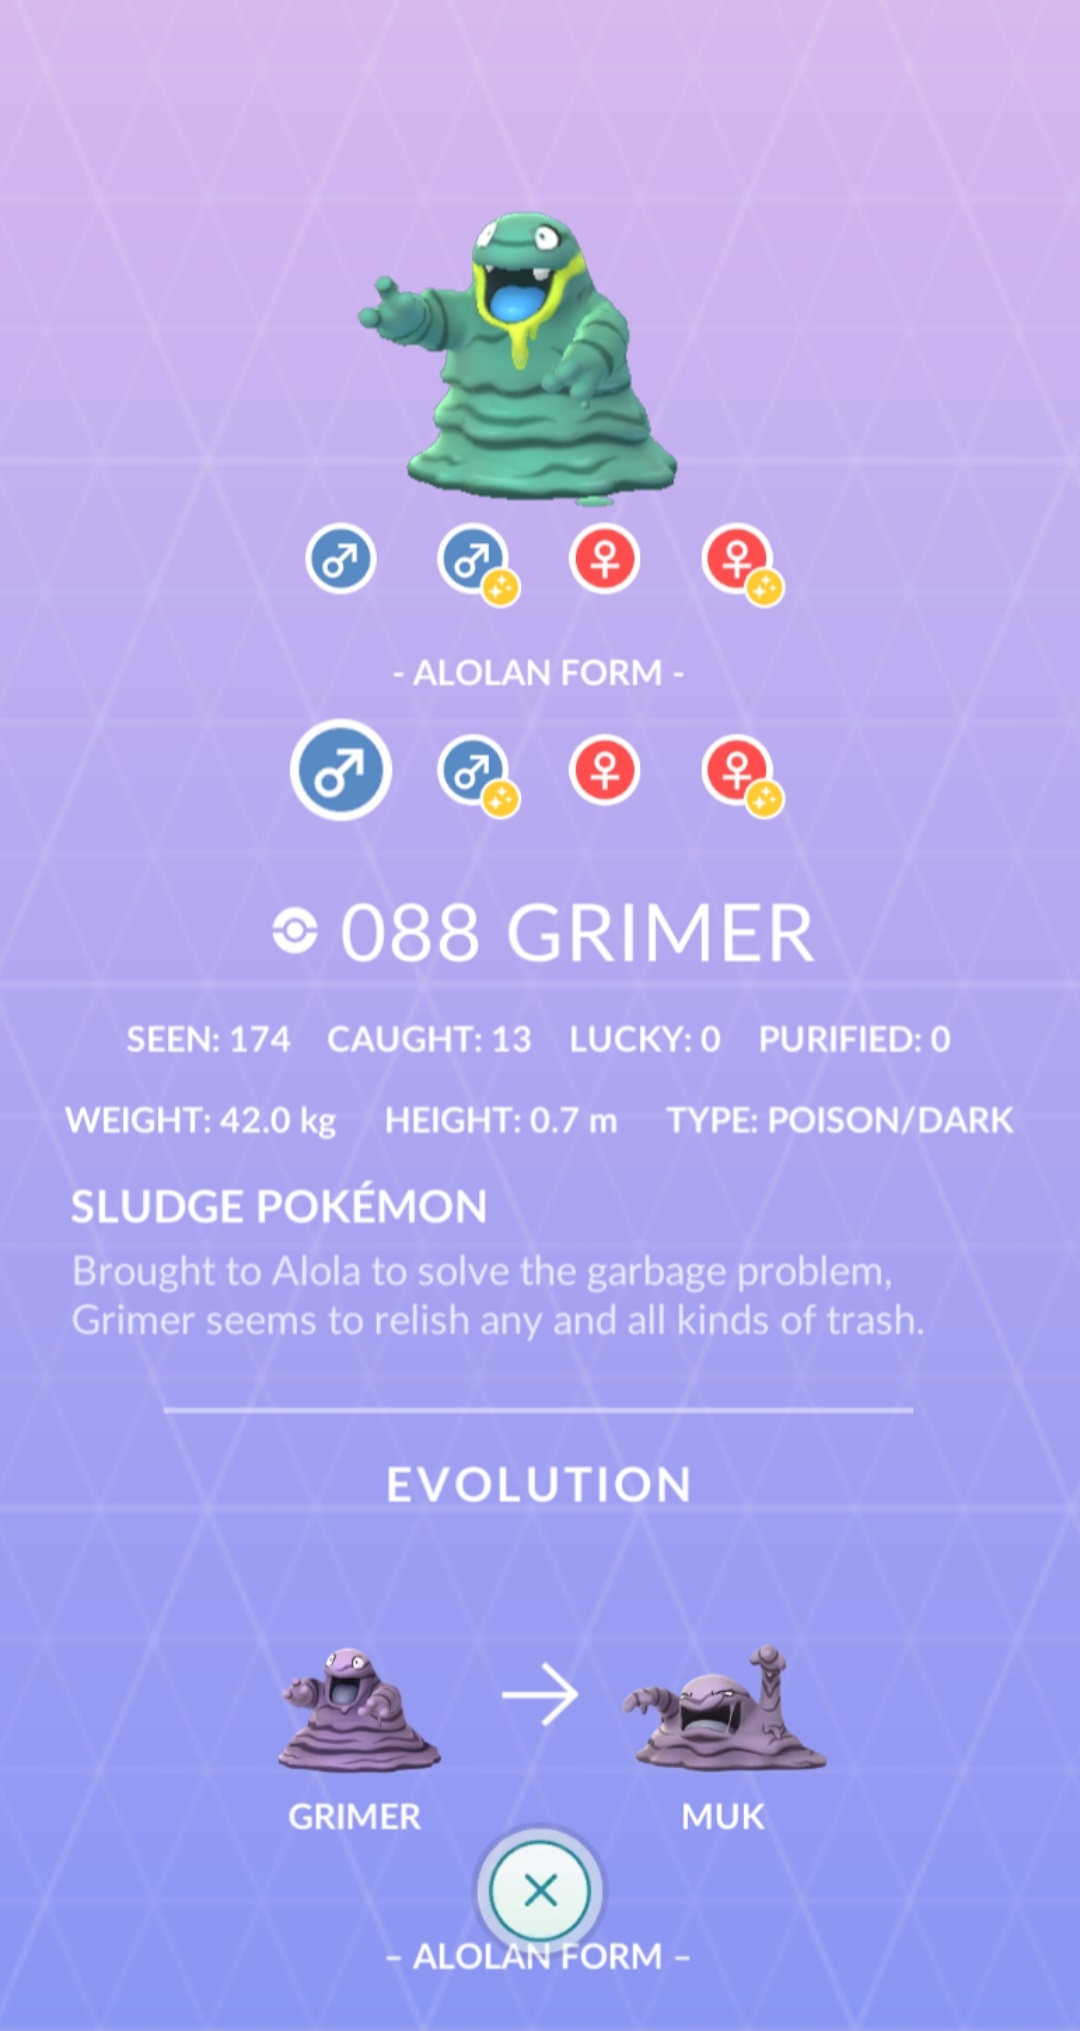 - ALOLAN FORM -
088 GRIMER
SEEN: 174 CAUGHT: 13 LUCKY: 0 PURIFIED: 0
WEIGHT: 42.0 kg HEIGHT: 0.7 m TYPE: POISON/DARK
SLUDGE POKÉMON
Brought to Alola to solve the garbage problem,
Grimer seems to relish any and all kinds of trash.
EVOLUTION
GRIMER MUK
– ALOLAN FORM –